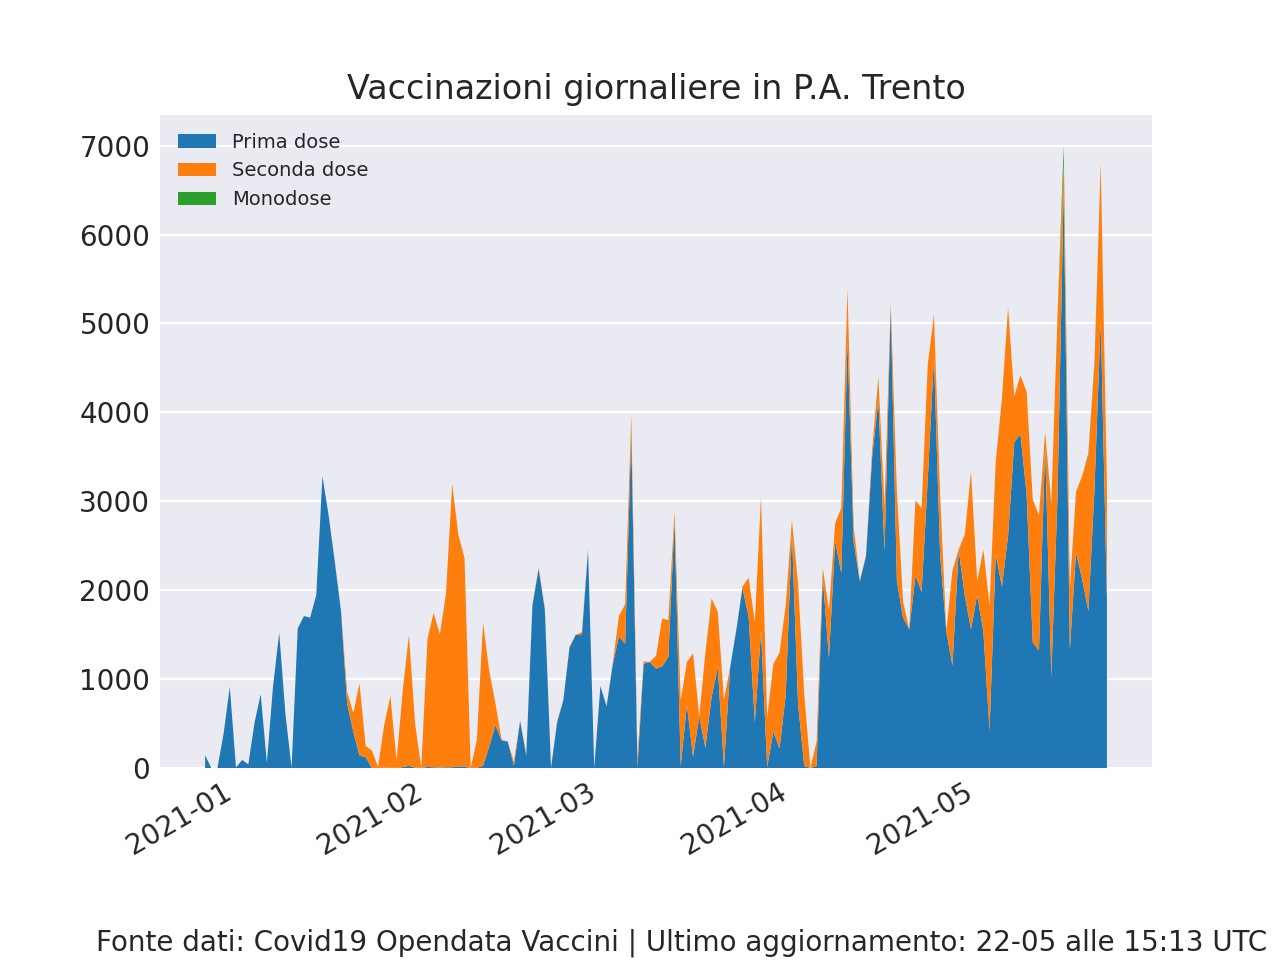 Vaccinazioni giornaliere in P.A. Trento
Prima dose
Seconda dose
Monodose
7000
6000
5000
4000
3000
2000
1000
0
2021-01
2021-02
2021-03
2021-04
2021-05
Fonte dati: Covid19 Opendata Vaccini | Ultimo aggiornamento: 22-05 alle 15:13 UTC